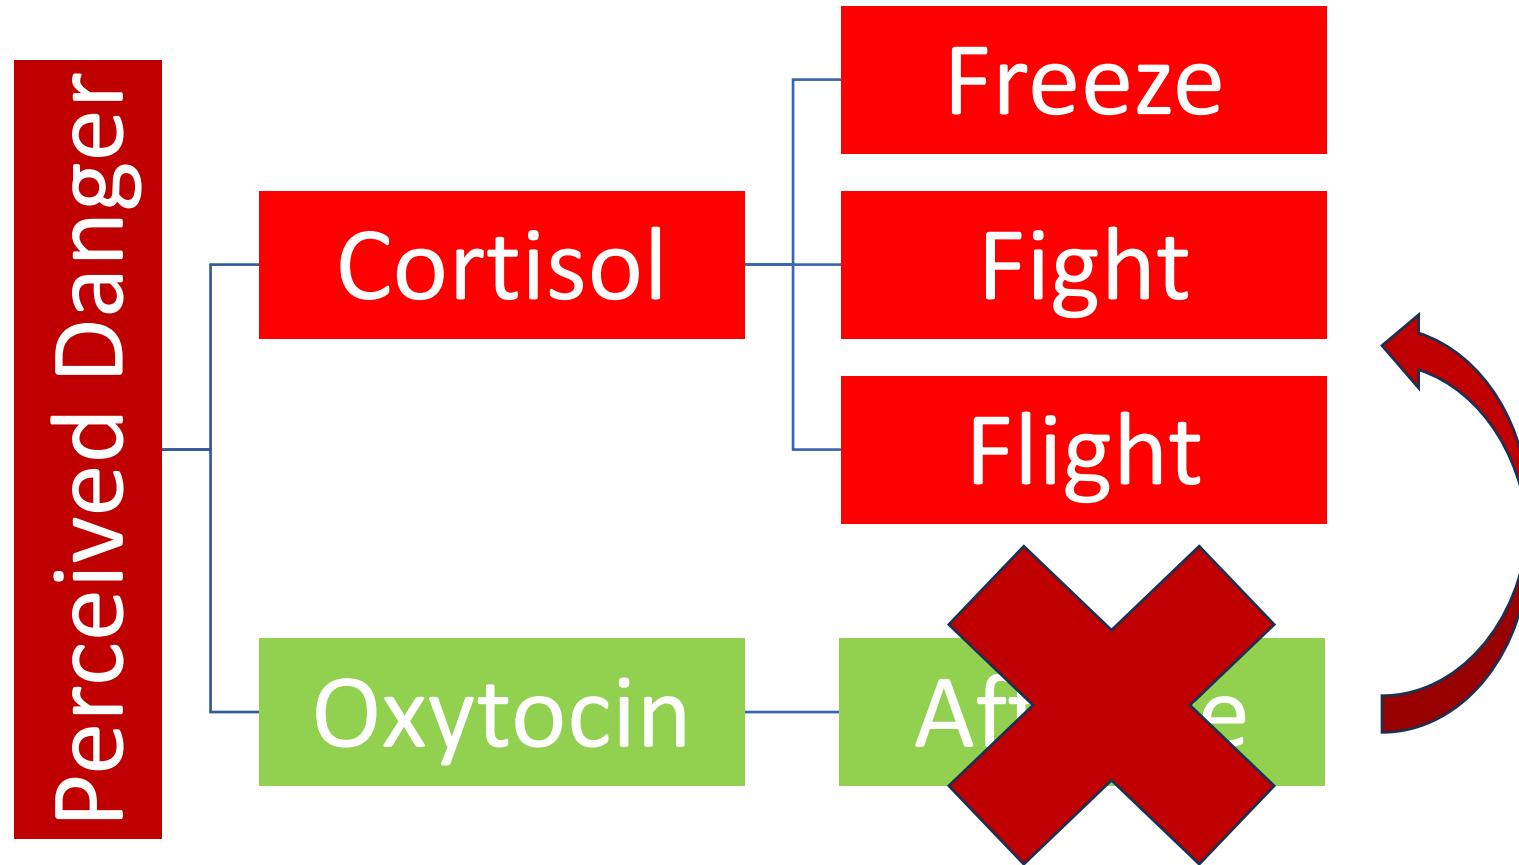 Perceived Danger
Cortisol
Freeze
Fight
Flight
Oxytocin